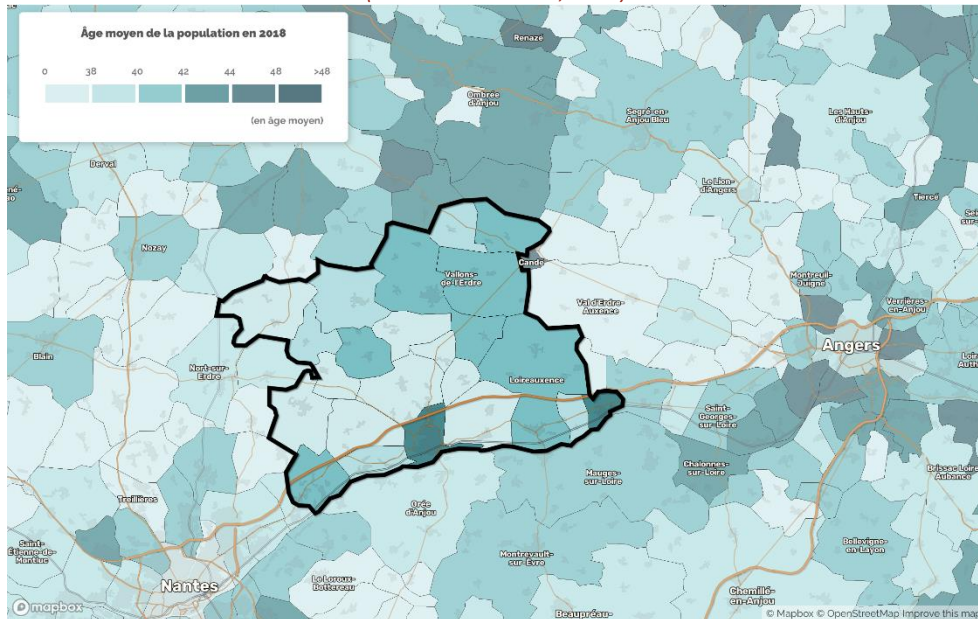 Âge moyen de la population en 2018
0 38 40 42 44 48 >48
(en âge moyen)
Renazé
Ombrée
d'Anjou
Segré-en-
Anjou Bleu
Les Hauts-
d'Anjou
Derval
Le Lion-
d'Angers
Tiercé
Nozay
Candé
Vallons-
de-l'Erdre
Montreuil-
Juigné
Val d'Erdre-
Auxence
Verrières-
en-Anjou
Angers
Blain
Nort-sur-
Erdre
Loireauxence
Saint-
Georges-
sur-Loire
Chalonnes-
sur-Loire
Mauges-
sur-Loire
Brissac Loire
Aubance
Treillières
Orée
d'Anjou
Saint-
Étienne-de-
Montluc
Montrevault-
sur-Èvre
Bellevigne-
en-Layon
Nantes
Le Loroux-
Bottereau
Chemillé-
en-Anjou
Beaupréau-
mapbox
© Mapbox © OpenStreetMap Improve this map